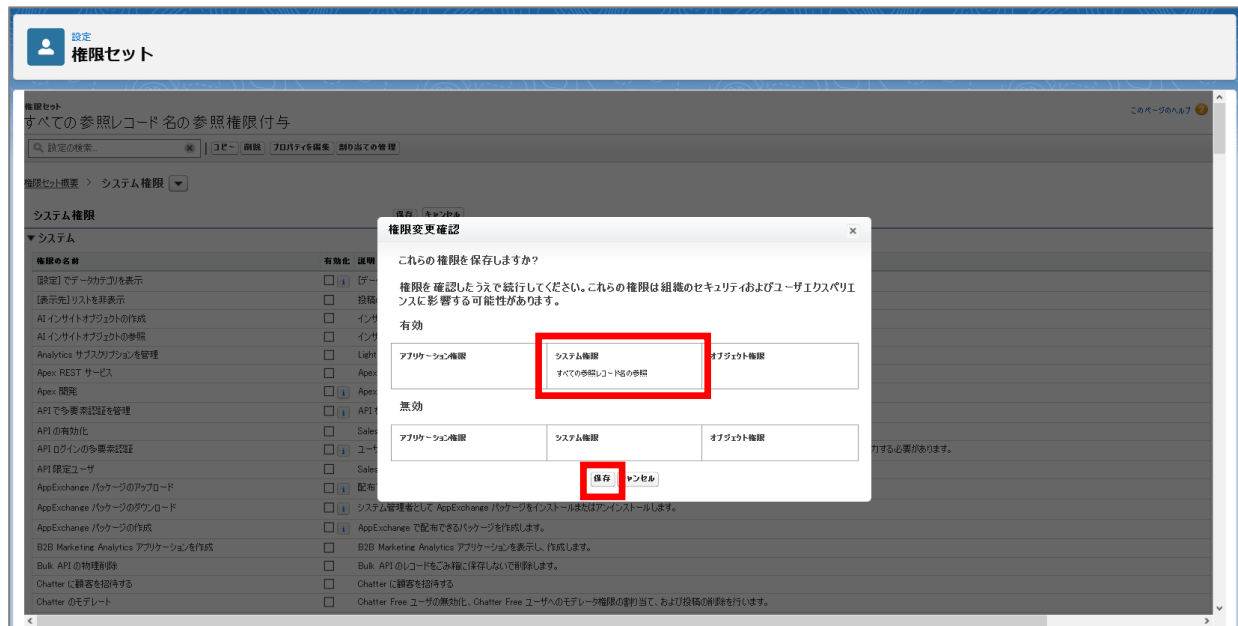 設定
権限セット
権限セット
すべての参照レコード名の参照権限付与
このページのヘルプ
設定の検索...
コピー 削除 プロパティを編集 割り当ての管理
権限セット概要 > システム権限
システム権限
保存 キャンセル
システム
権限の名前 有効化 説明
[設定] でデータカテゴリを表示
[表示先] リストを非表示
AI インサイトオブジェクトの作成
AI インサイトオブジェクトの参照
Analytics サブスクリプションを管理 Light
Apex REST サービス Apex
Apex 開発 Apex
API で多要素認証を管理 API
API の有効化 Sales
API ログインの多要素認証 ユー 力する必要があります。
API 限定ユーザ Sales
AppExchange パッケージのアップロード 配布
AppExchange パッケージのダウンロード システム管理者として AppExchange パッケージをインストールまたはアンインストールします。
AppExchange パッケージの作成 AppExchange で配布できるパッケージを作成します。
B2B Marketing Analytics アプリケーションを作成 B2B Marketing Analytics アプリケーションを表示し、作成します。
Bulk API の物理削除 Bulk API のレコードをごみ箱に保存しないで削除します。
Chatter に顧客を招待する Chatter に顧客を招待する
Chatter のモデレート Chatter Free ユーザの無効化、Chatter Free ユーザへのモデレータ権限の割り当て、および投稿の削除を行います。
権限変更確認
これらの権限を保存しますか?
権限を確認したうえで続行してください。これらの権限は組織のセキュリティおよびユーザエクスペリエ
ンスに影響する可能性があります。
有効
アプリケーション権限 システム権限 オブジェクト権限
すべての参照レコード名の参照
無効
アプリケーション権限 システム権限 オブジェクト権限
保存 キャンセル